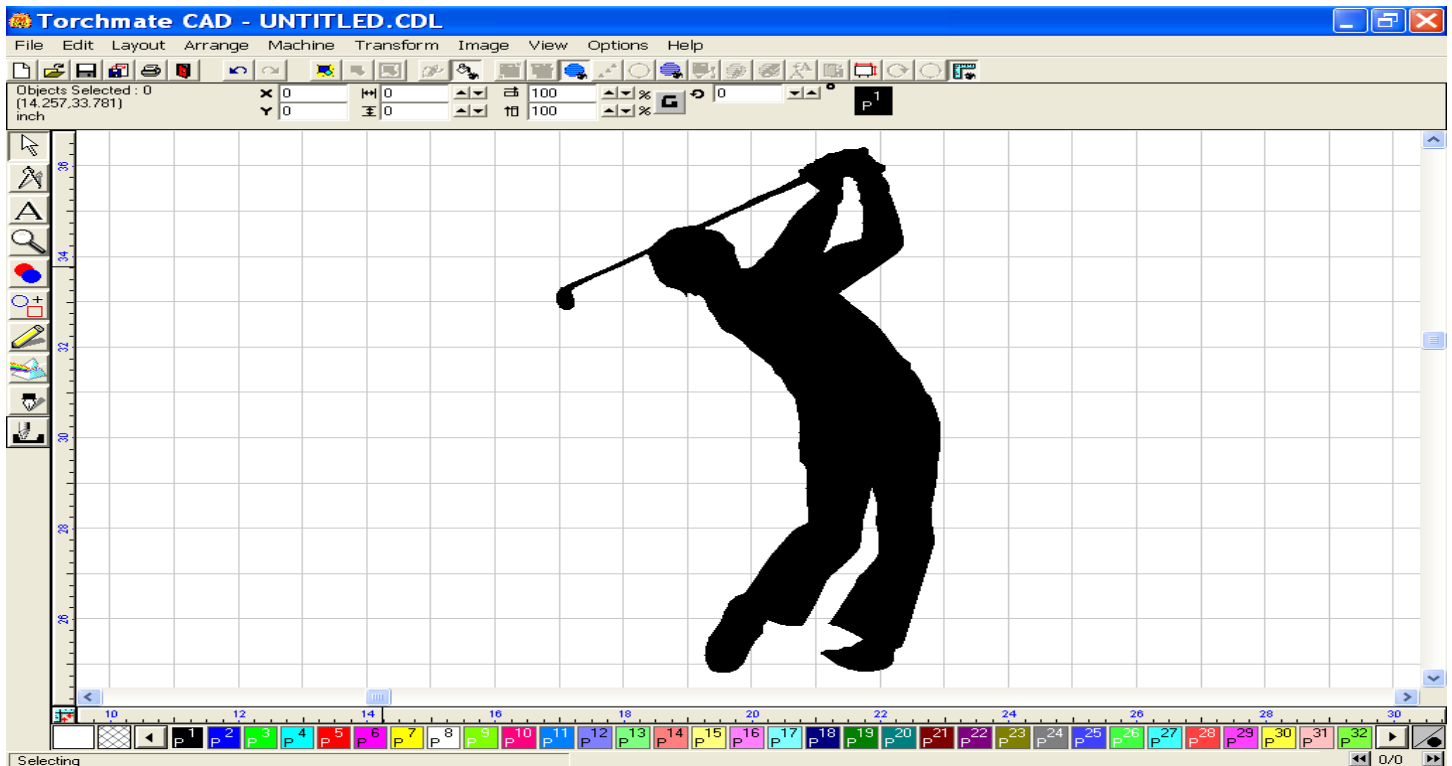 Torchmate CAD - UNTITLED.CDL
File Edit Layout Arrange Machine Transform Image View Options Help
Objects Selected : 0
(14.257,33.781)
inch
X 0 0 100 % G 0 °
Y 0 0 100 %
P1
A
36
34
32
30
28
26
10 12 14 16 18 20 22 24 26 28 30
P1 P2 P3 P4 P5 P6 P7 P8 P9 P10 P11 P12 P13 P14 P15 P16 P17 P18 P19 P20 P21 P22 P23 P24 P25 P26 P27 P28 P29 P30 P31 P32
Selecting 0/0